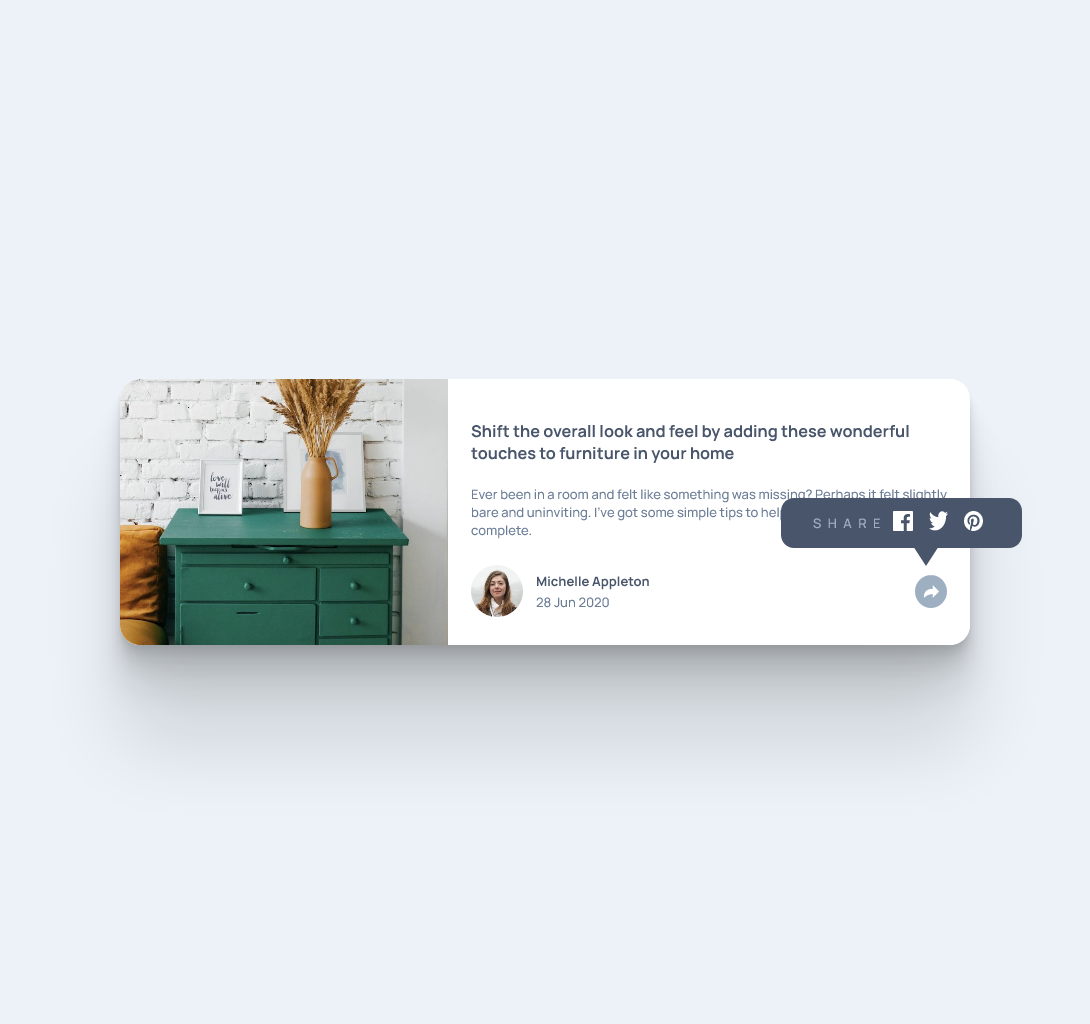 love
will
keep us
alive
Shift the overall look and feel by adding these wonderful
touches to furniture in your home
Ever been in a room and felt like something was missing? Perhaps it felt slightly
bare and uninviting. I've got some simple tips to help
complete.
SHARE
Michelle Appleton
28 Jun 2020